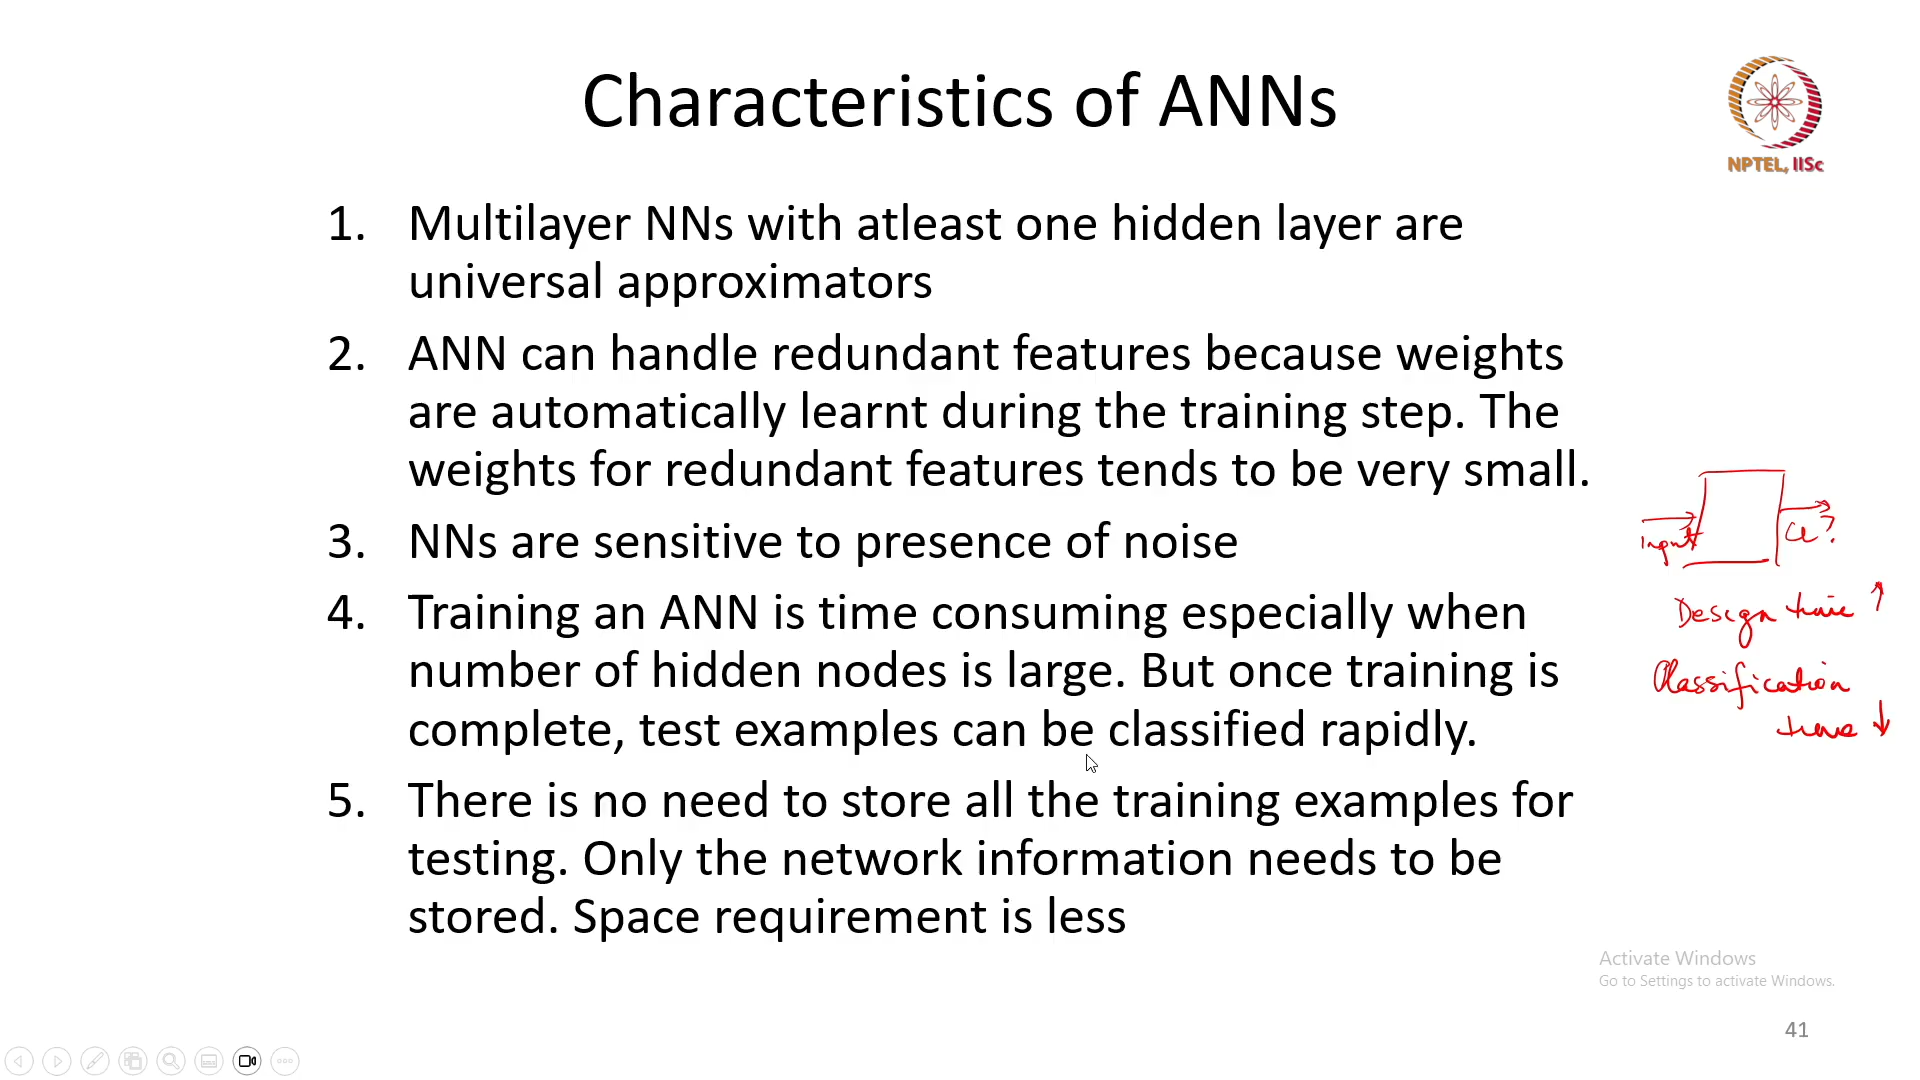 Characteristics of ANNs
NPTEL, IISc
1. Multilayer NNs with atleast one hidden layer are
universal approximators
2. ANN can handle redundant features because weights
are automatically learnt during the training step. The
weights for redundant features tends to be very small.
3. NNs are sensitive to presence of noise
4. Training an ANN is time consuming especially when
number of hidden nodes is large. But once training is
complete, test examples can be classified rapidly.
5. There is no need to store all the training examples for
testing. Only the network information needs to be
stored. Space requirement is less
Input
Cl?
Design time ↑
Classification
time ↓
Activate Windows
Go to Settings to activate Windows.
41